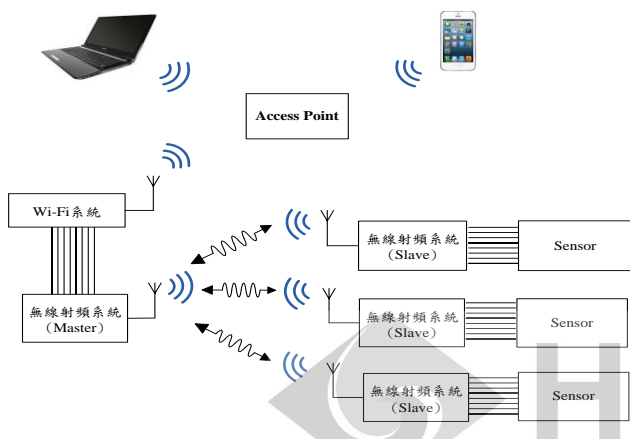 Access Point
Wi-Fi系統
無線射頻系統
（Master）
無線射頻系統
（Slave）
Sensor
無線射頻系統
（Slave）
Sensor
無線射頻系統
（Slave）
Sensor
H